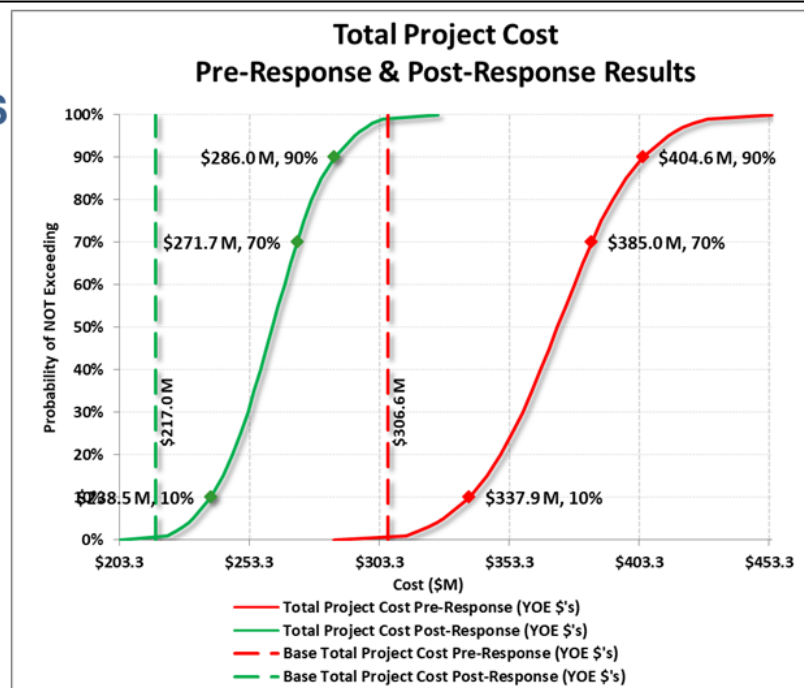 Total Project Cost
Pre-Response & Post-Response Results
S
100%
90%
80%
70%
60%
50%
40%
30%
20%
10%
0%
Probability of NOT Exceeding
$286.0 M, 90%
$404.6 M, 90%
$271.7 M, 70%
$385.0 M, 70%
$217.0 M
$306.6 M
$238.5 M, 10%
$337.9 M, 10%
$203.3
$253.3
$303.3
$353.3
$403.3
$453.3
Cost ($M)
Total Project Cost Pre-Response (YOE $'s)
Total Project Cost Post-Response (YOE $'s)
Base Total Project Cost Pre-Response (YOE $'s)
Base Total Project Cost Post-Response (YOE $'s)